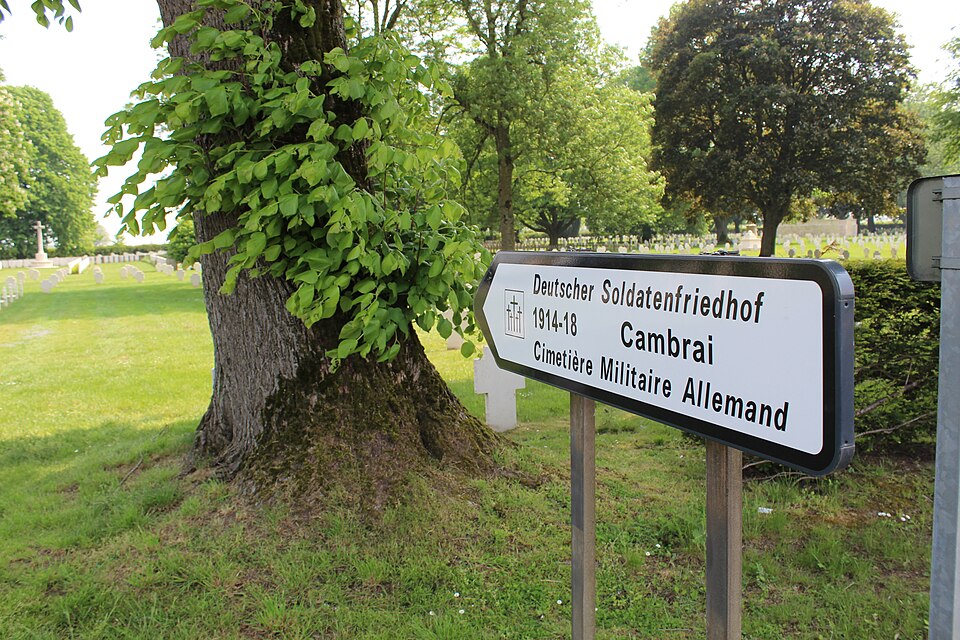 Deutscher Soldatenfriedhof
1914-18 Cambrai
Cimetière Militaire Allemand